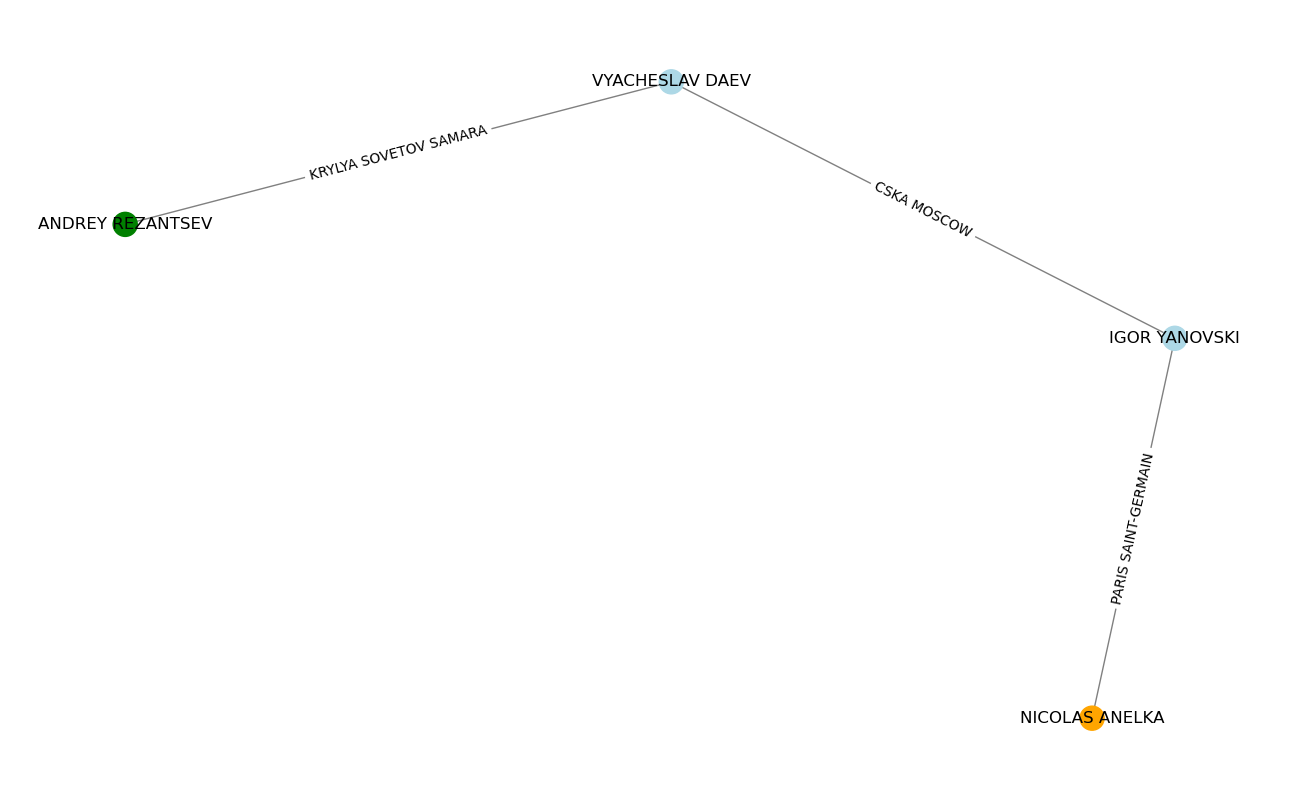 VYACHESLAV DAEV
KRYLYA SOVETOV SAMARA
CSKA MOSCOW
ANDREY REZANTSEV
IGOR YANOVSKI
PARIS SAINT-GERMAIN
NICOLAS ANELKA